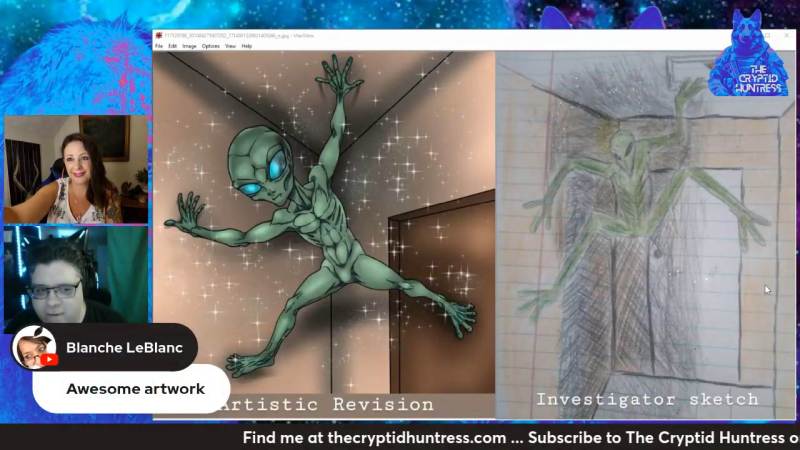 File Edit Image Options View Help
THE
CRYPTID
HUNTRESS
Blanche LeBlanc
Awesome artwork
Artistic Revision
Investigator sketch
Find me at thecryptidhuntress.com ... Subscribe to The Cryptid Huntress o